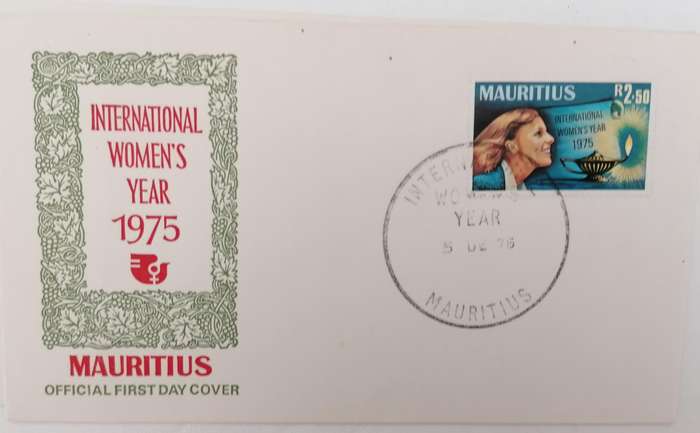 INTERNATIONAL
WOMEN'S
YEAR
1975
MAURITIUS
OFFICIAL FIRST DAY COVER
MAURITIUS
R2.50
INTERNATIONAL
WOMEN'S YEAR
1975
YEAR
MAURITIUS